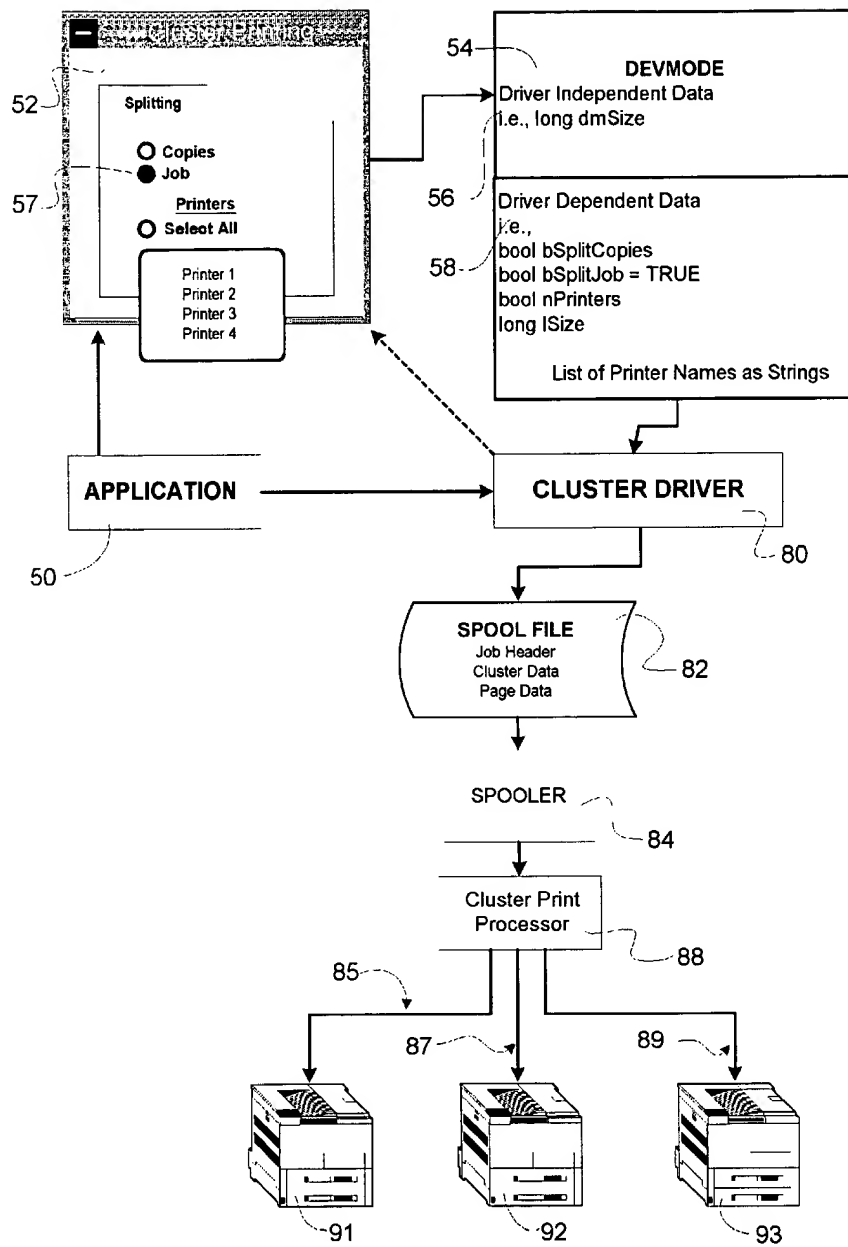 Cluster Printing
52
Splitting
Copies
Job
57
Printers
Select All
Printer 1
Printer 2
Printer 3
Printer 4
54
DEVMODE
Driver Independent Data
i.e., long dmSize
56
Driver Dependent Data
i.e.,
58
bool bSplitCopies
bool bSplitJob = TRUE
bool nPrinters
long lSize
List of Printer Names as Strings
APPLICATION
50
CLUSTER DRIVER
80
SPOOL FILE
Job Header
Cluster Data
Page Data
82
SPOOLER
84
Cluster Print
Processor
88
85
87
89
91
92
93